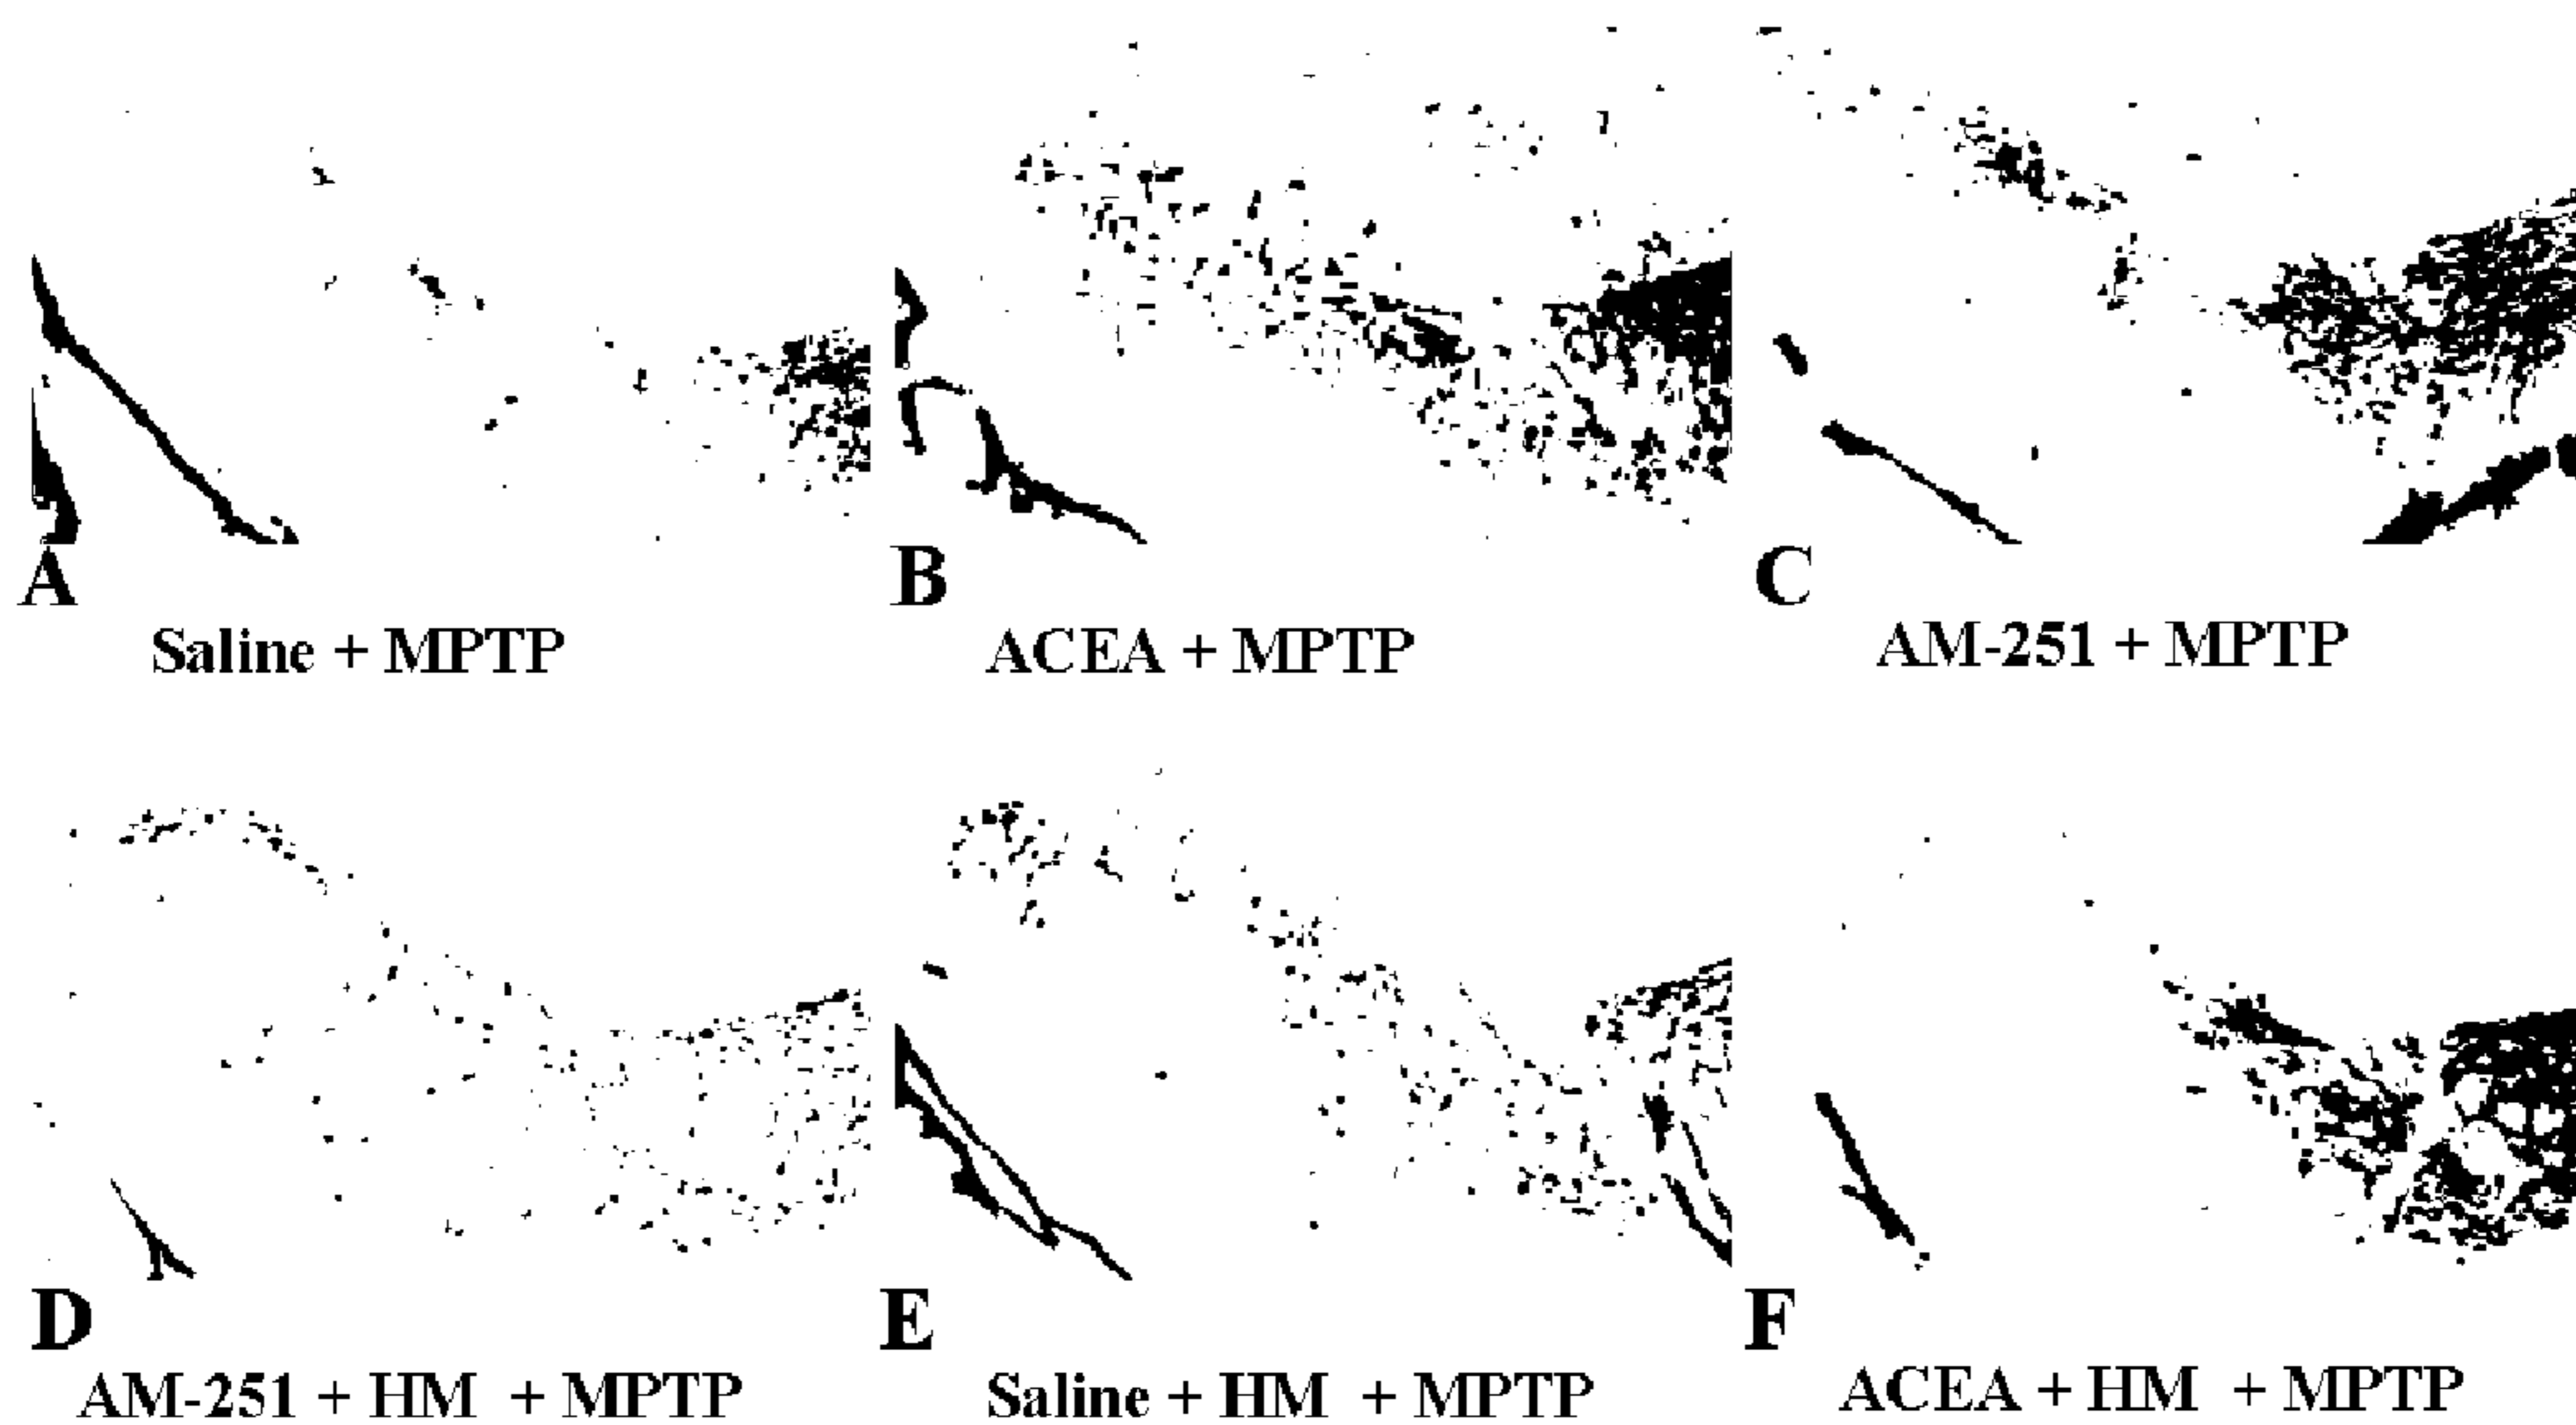 A B C
Saline + MPTP ACEA + MPTP AM-251 + MPTP
D E F
AM-251 + HM + MPTP Saline + HM + MPTP ACEA + HM + MPTP